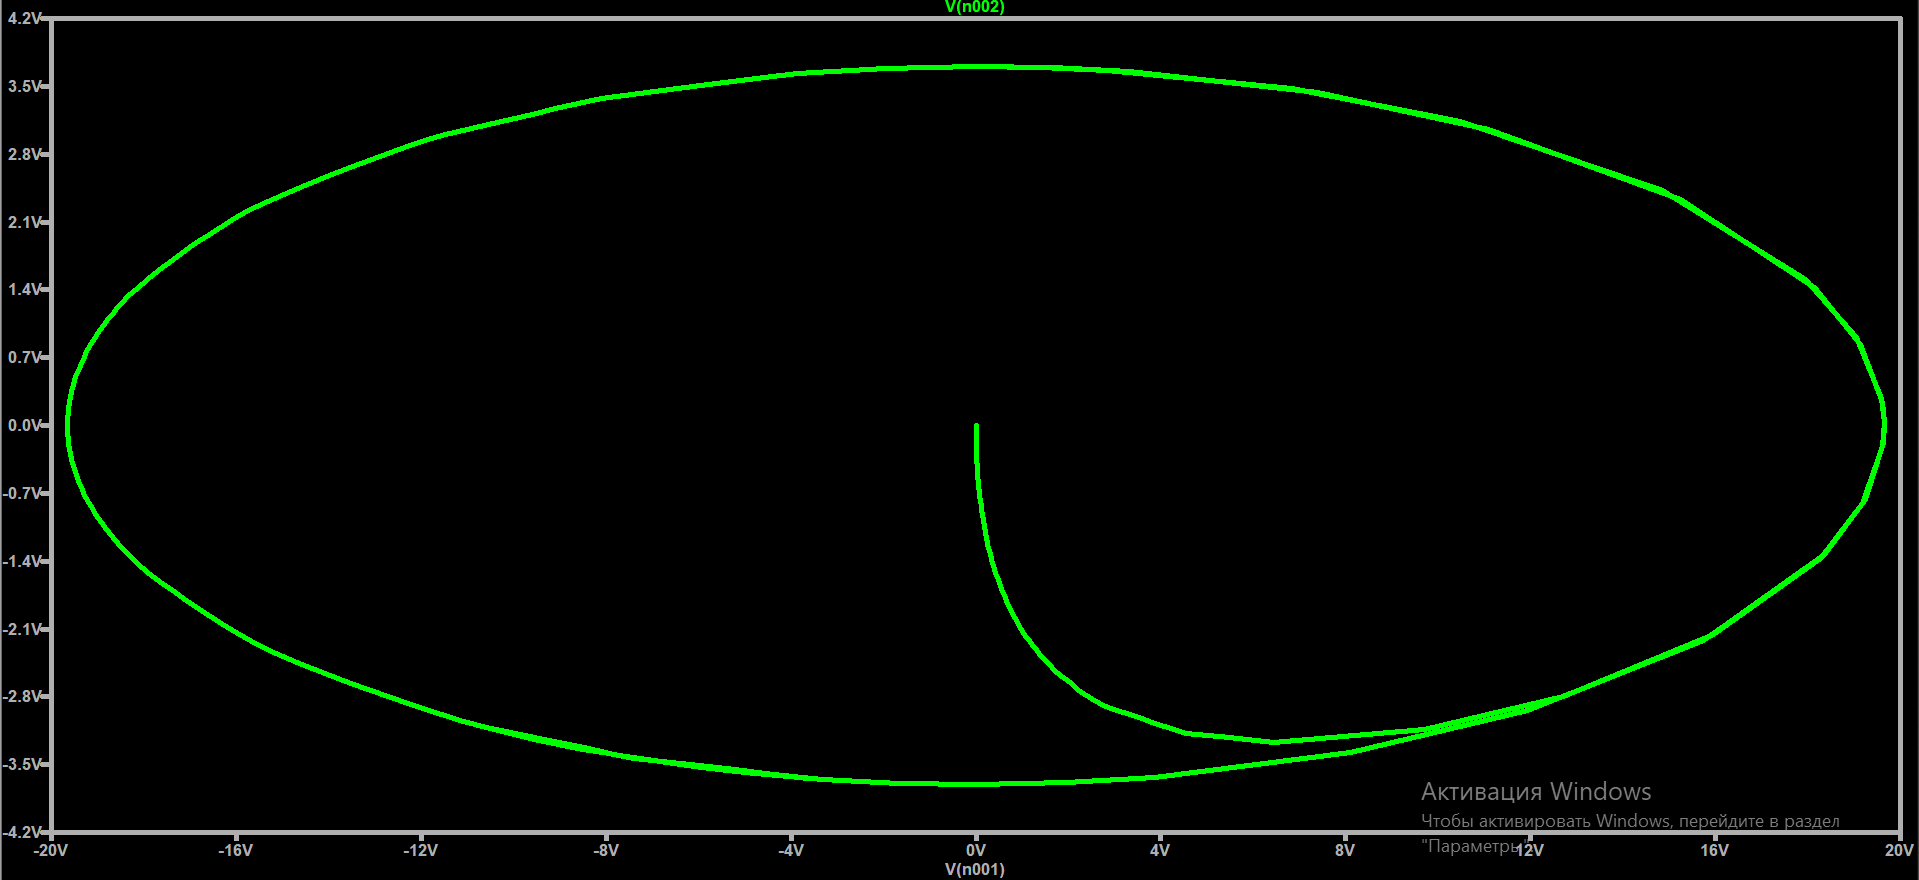 V(n002)
4.2V
3.5V
2.8V
2.1V
1.4V
0.7V
0.0V
-0.7V
-1.4V
-2.1V
-2.8V
-3.5V
-4.2V
-20V -16V -12V -8V -4V 0V 4V 8V 12V 16V 20V
V(n001)
Активация Windows
Чтобы активировать Windows, перейдите в раздел
"Параметры"